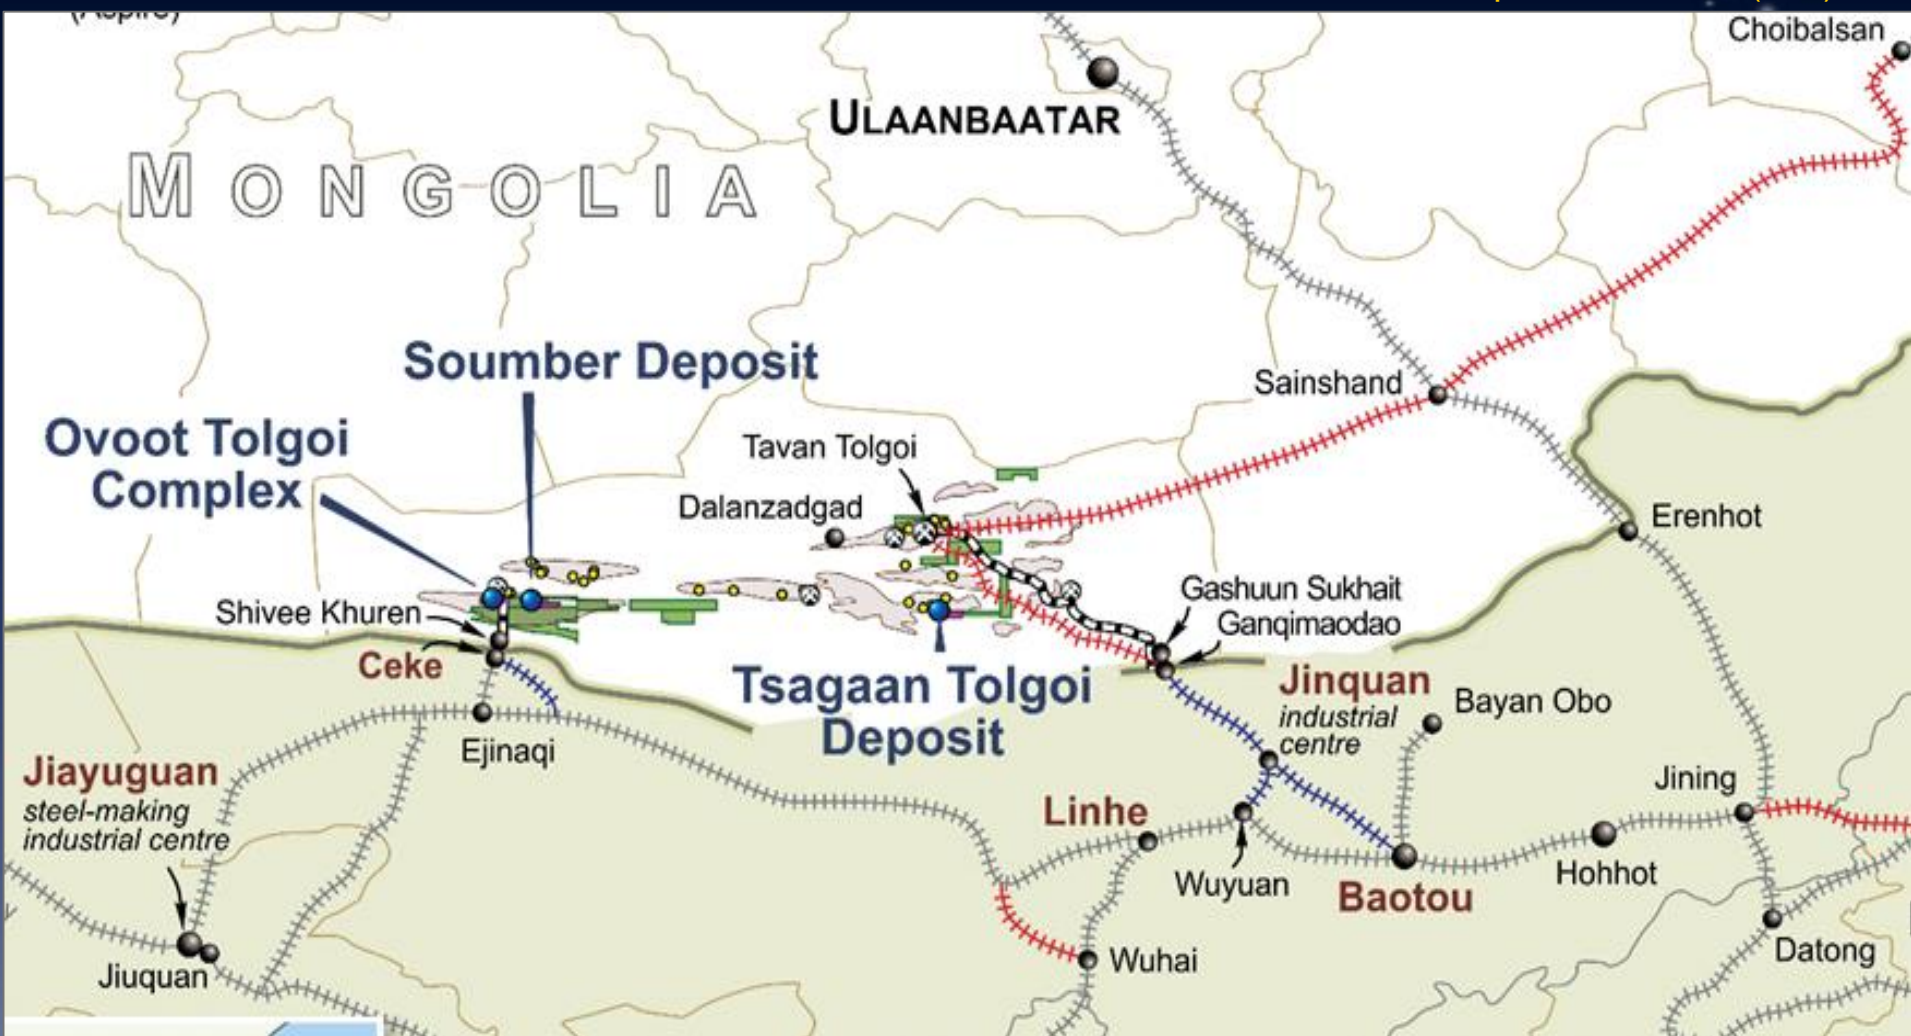 (Aspire)
Choibalsan
ULAANBAATAR
MONGOLIA
Soumber Deposit
Sainshand
Ovoot Tolgoi
Complex
Tavan Tolgoi
Dalanzadgad
Erenhot
Shivee Khuren
Gashuun Sukhait
Ganqimaodao
Ceke
Tsagaan Tolgoi
Deposit
Jinquan
industrial
centre
Bayan Obo
Ejinaqi
Jiayuguan
steel-making
industrial centre
Linhe
Jining
Wuyuan
Baotou
Hohhot
Jiuquan
Wuhai
Datong